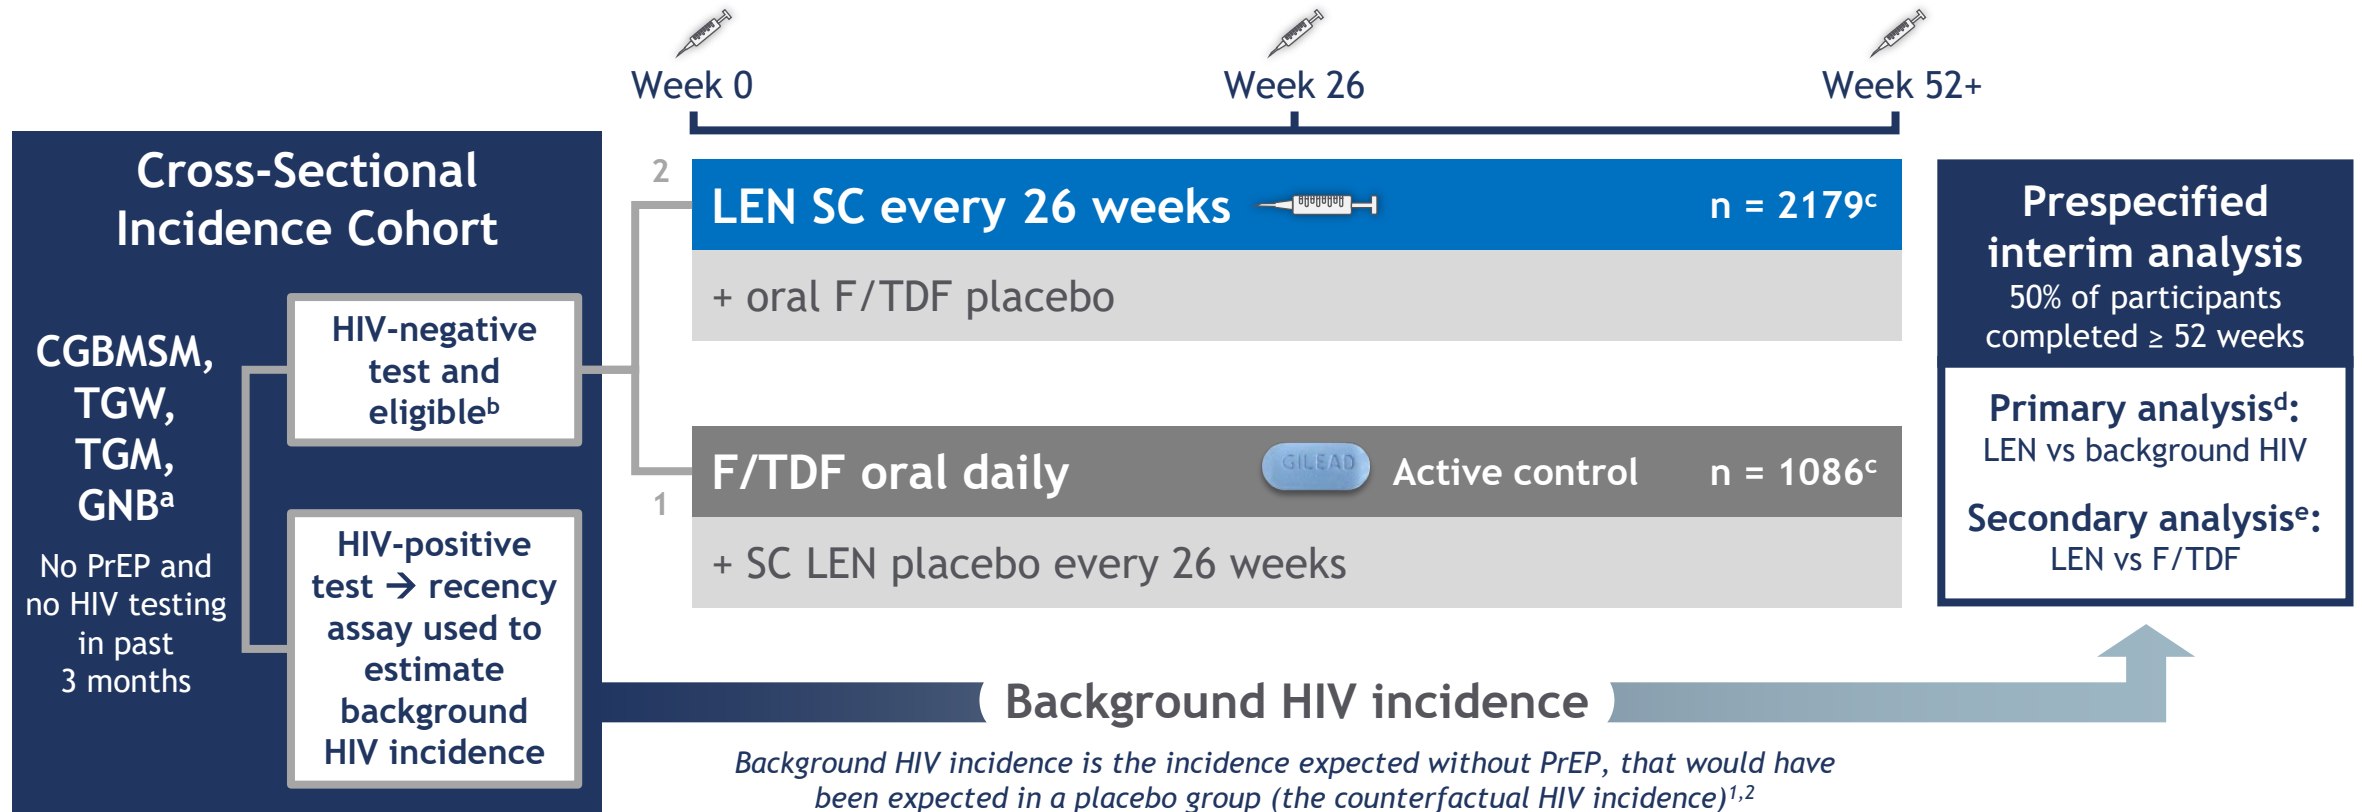 Week 0
Week 26
Week 52+
Cross-Sectional
Incidence Cohort
CGBMSM,
TGW,
TGM,
GNBᵃ
No PrEP and
no HIV testing
in past
3 months
HIV-negative
test and
eligibleᵇ
HIV-positive
test → recency
assay used to
estimate
background
HIV incidence
2
LEN SC every 26 weeks n = 2179ᶜ
+ oral F/TDF placebo
1
F/TDF oral daily GILEAD Active control n = 1086ᶜ
+ SC LEN placebo every 26 weeks
Prespecified
interim analysis
50% of participants
completed ≥ 52 weeks
Primary analysisᵈ:
LEN vs background HIV
Secondary analysisᵉ:
LEN vs F/TDF
Background HIV incidence
Background HIV incidence is the incidence expected without PrEP, that would have
been expected in a placebo group (the counterfactual HIV incidence)¹,²